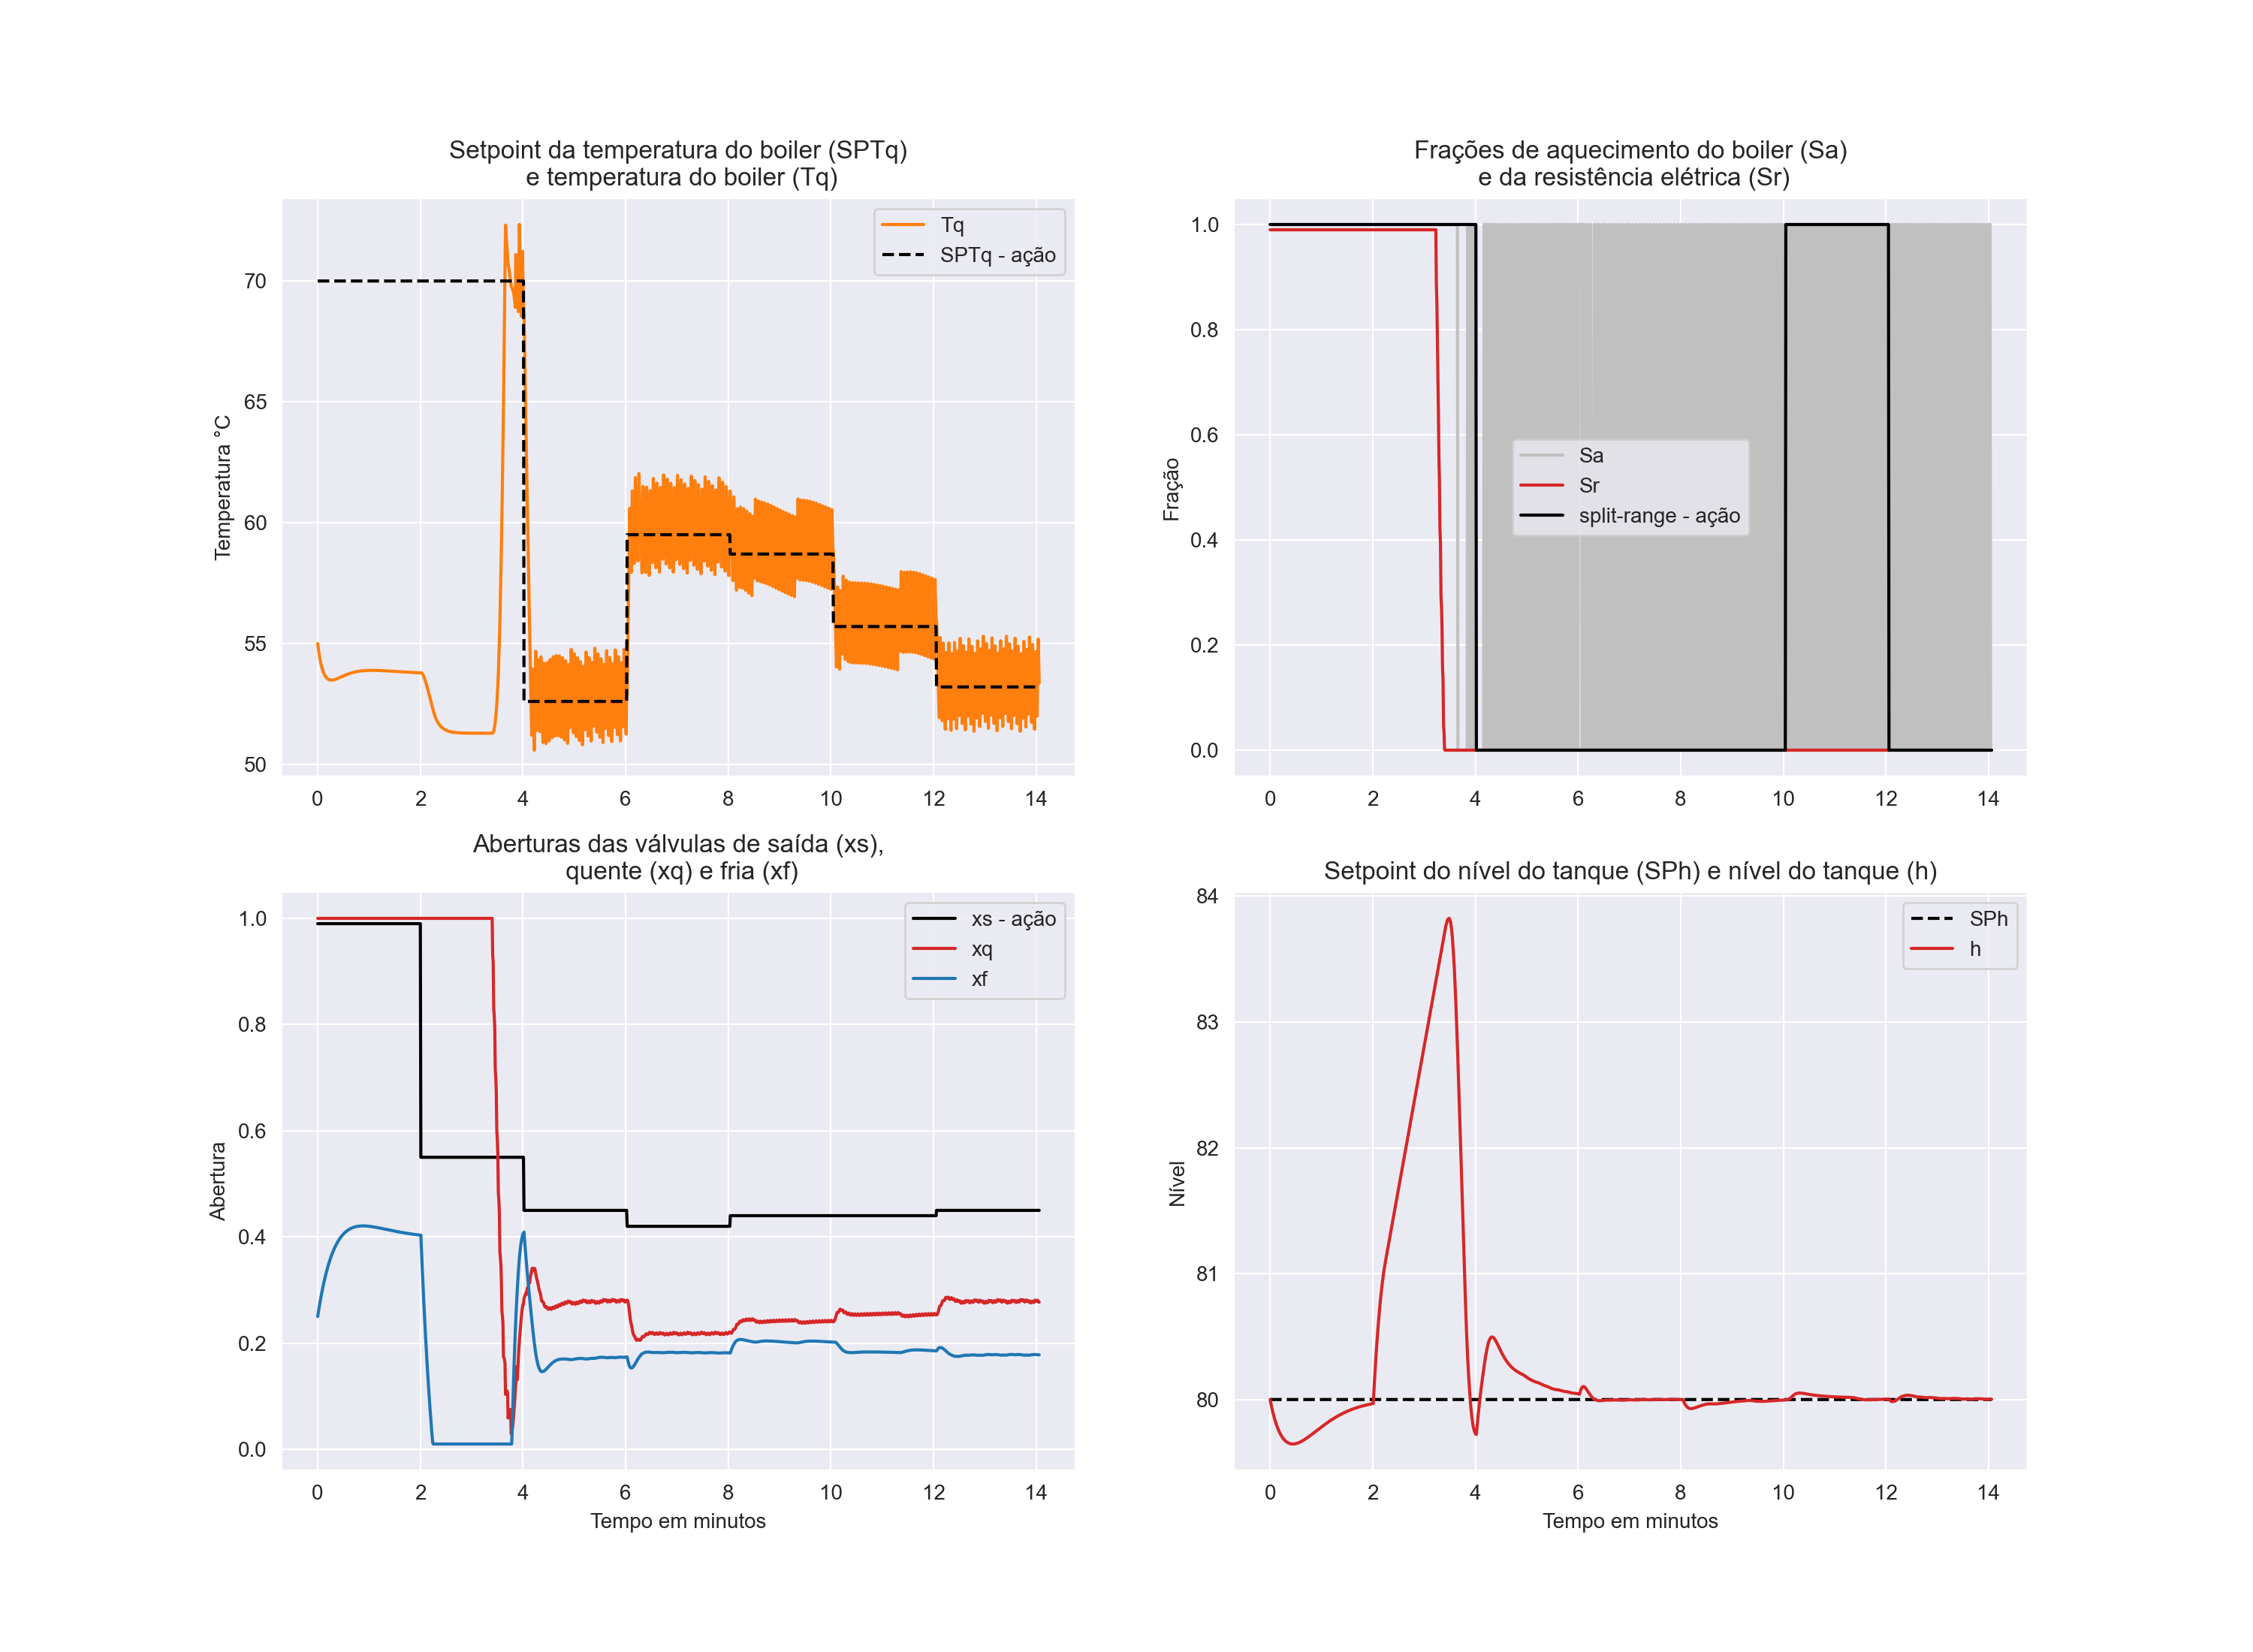 Setpoint da temperatura do boiler (SPTq)
e temperatura do boiler (Tq)
Temperatura °C
70
65
60
55
50
0 2 4 6 8 10 12 14
Tq
SPTq - ação
Frações de aquecimento do boiler (Sa)
e da resistência elétrica (Sr)
Fração
1.0
0.8
0.6
0.4
0.2
0.0
0 2 4 6 8 10 12 14
Sa
Sr
split-range - ação
Aberturas das válvulas de saída (xs),
quente (xq) e fria (xf)
Abertura
1.0
0.8
0.6
0.4
0.2
0.0
0 2 4 6 8 10 12 14
Tempo em minutos
xs - ação
xq
xf
Setpoint do nível do tanque (SPh) e nível do tanque (h)
Nível
84
83
82
81
80
0 2 4 6 8 10 12 14
Tempo em minutos
SPh
h